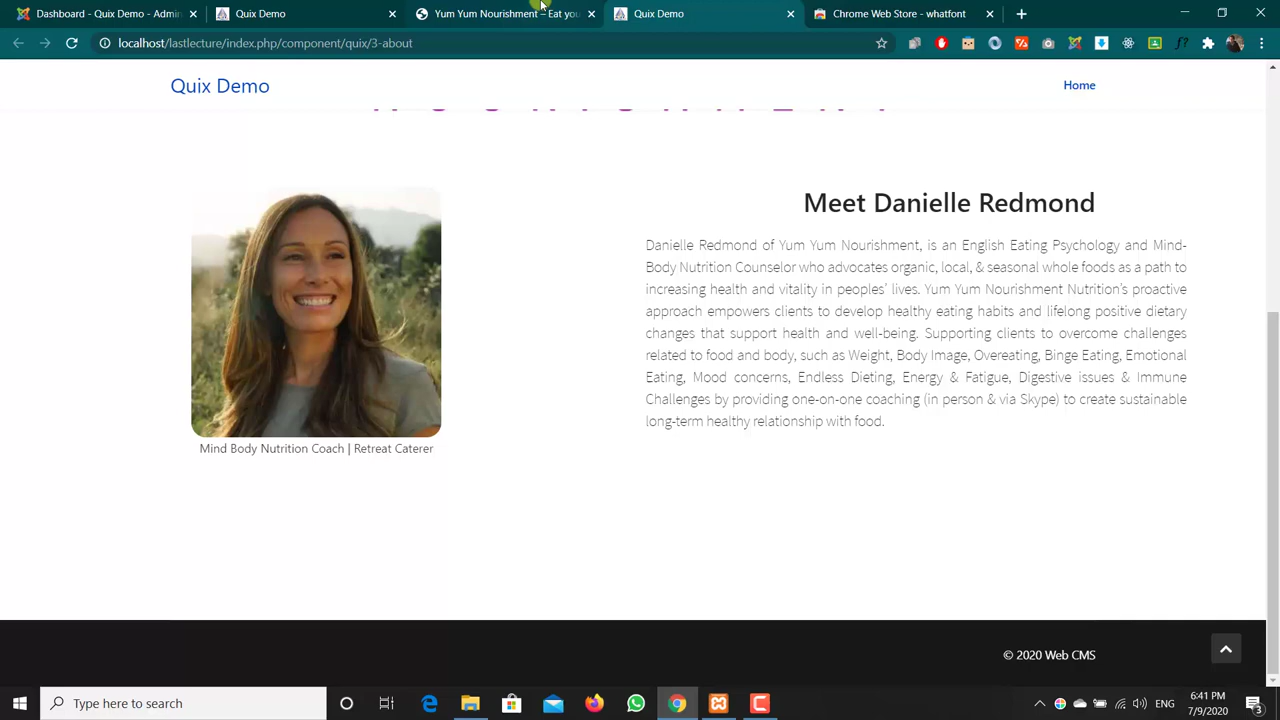 Dashboard - Quix Demo - Admin
Quix Demo
Yum Yum Nourishment – Eat you
Quix Demo
Chrome Web Store - whatfont
localhost/lastlecture/index.php/component/quix/3-about
Quix Demo
Home
Meet Danielle Redmond
Danielle Redmond of Yum Yum Nourishment, is an English Eating Psychology and Mind-
Body Nutrition Counselor who advocates organic, local, & seasonal whole foods as a path to
increasing health and vitality in peoples' lives. Yum Yum Nourishment Nutrition's proactive
approach empowers clients to develop healthy eating habits and lifelong positive dietary
changes that support health and well-being. Supporting clients to overcome challenges
related to food and body, such as Weight, Body Image, Overeating, Binge Eating, Emotional
Eating, Mood concerns, Endless Dieting, Energy & Fatigue, Digestive issues & Immune
Challenges by providing one-on-one coaching (in person & via Skype) to create sustainable
long-term healthy relationship with food.
Mind Body Nutrition Coach | Retreat Caterer
© 2020 Web CMS
Type here to search
ENG
6:41 PM
7/9/2020
3